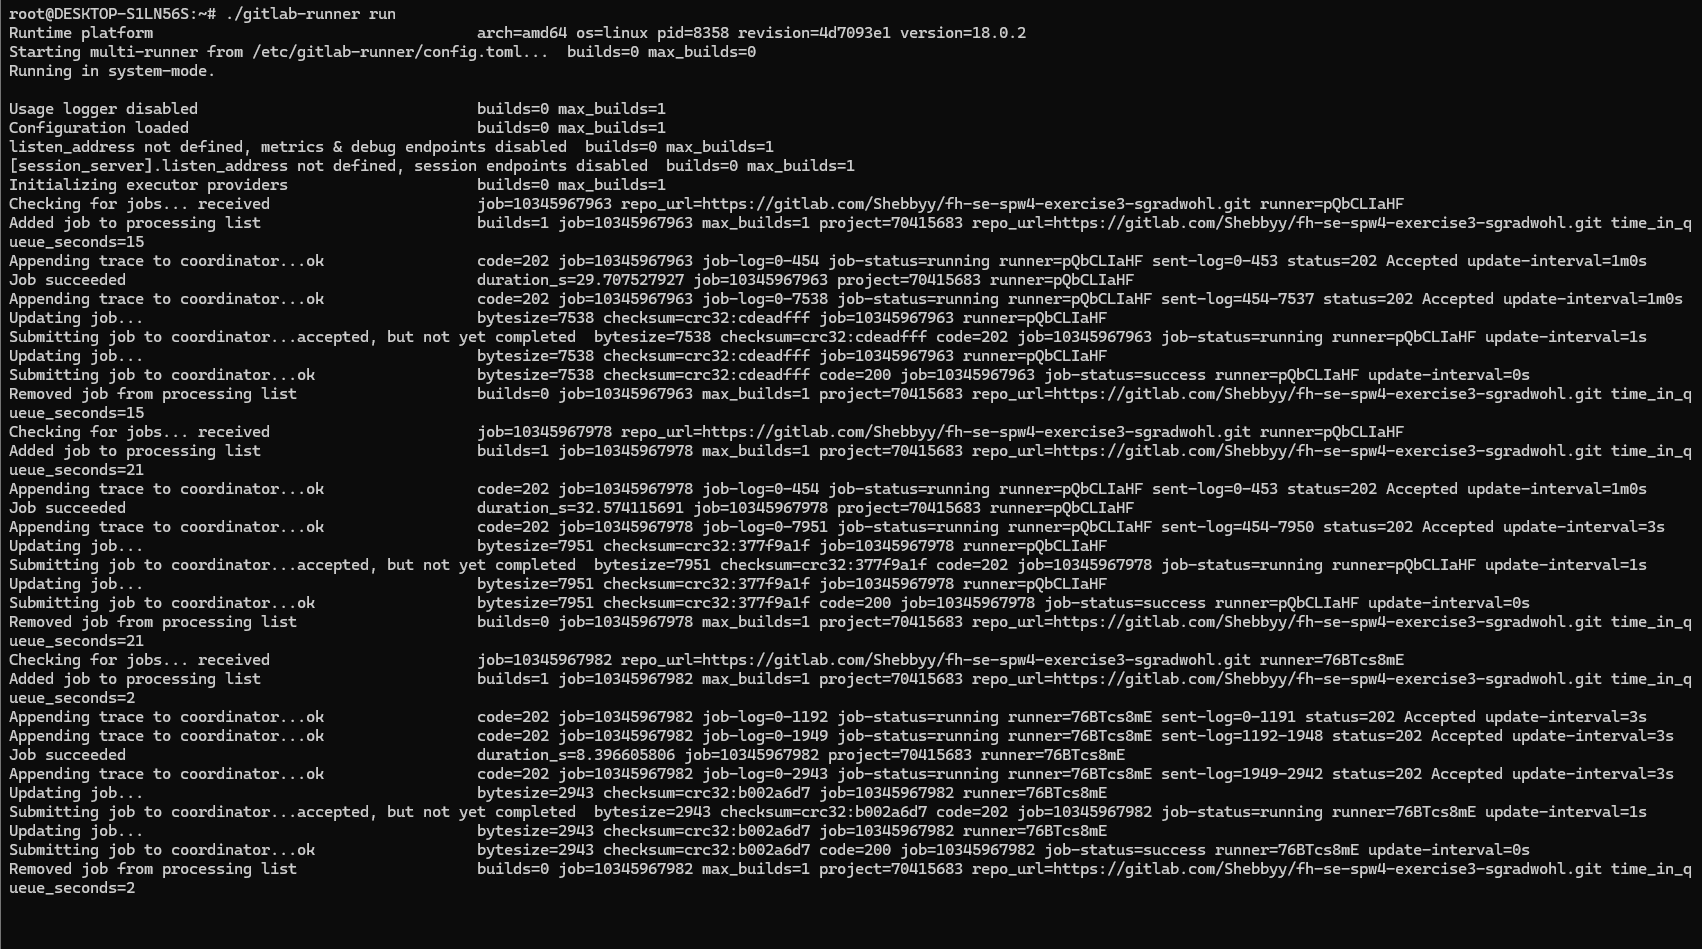 root@DESKTOP-S1LN56S:~# ./gitlab-runner run
Runtime platform                                    arch=amd64 os=linux pid=8358 revision=4d7093e1 version=18.0.2
Starting multi-runner from /etc/gitlab-runner/config.toml...  builds=0 max_builds=0
Running in system-mode.

Usage logger disabled                               builds=0 max_builds=1
Configuration loaded                                builds=0 max_builds=1
listen_address not defined, metrics & debug endpoints disabled  builds=0 max_builds=1
[session_server].listen_address not defined, session endpoints disabled  builds=0 max_builds=1
Initializing executor providers                     builds=0 max_builds=1
Checking for jobs... received                       job=10345967963 repo_url=https://gitlab.com/Shebbyy/fh-se-spw4-exercise3-sgradwohl.git runner=pQbCLIaHF
Added job to processing list                        builds=1 job=10345967963 max_builds=1 project=70415683 repo_url=https://gitlab.com/Shebbyy/fh-se-spw4-exercise3-sgradwohl.git time_in_q
ueue_seconds=15
Appending trace to coordinator...ok                 code=202 job=10345967963 job-log=0-454 job-status=running runner=pQbCLIaHF sent-log=0-453 status=202 Accepted update-interval=1m0s
Job succeeded                                       duration_s=29.707527927 job=10345967963 project=70415683 runner=pQbCLIaHF
Appending trace to coordinator...ok                 code=202 job=10345967963 job-log=0-7538 job-status=running runner=pQbCLIaHF sent-log=454-7537 status=202 Accepted update-interval=1m0s
Updating job...                                     bytesize=7538 checksum=crc32:cdeadfff job=10345967963 runner=pQbCLIaHF
Submitting job to coordinator...accepted, but not yet completed  bytesize=7538 checksum=crc32:cdeadfff code=202 job=10345967963 job-status=running runner=pQbCLIaHF update-interval=1s
Updating job...                                     bytesize=7538 checksum=crc32:cdeadfff job=10345967963 runner=pQbCLIaHF
Submitting job to coordinator...ok                  bytesize=7538 checksum=crc32:cdeadfff code=200 job=10345967963 job-status=success runner=pQbCLIaHF update-interval=0s
Removed job from processing list                    builds=0 job=10345967963 max_builds=1 project=70415683 repo_url=https://gitlab.com/Shebbyy/fh-se-spw4-exercise3-sgradwohl.git time_in_q
ueue_seconds=15
Checking for jobs... received                       job=10345967978 repo_url=https://gitlab.com/Shebbyy/fh-se-spw4-exercise3-sgradwohl.git runner=pQbCLIaHF
Added job to processing list                        builds=1 job=10345967978 max_builds=1 project=70415683 repo_url=https://gitlab.com/Shebbyy/fh-se-spw4-exercise3-sgradwohl.git time_in_q
ueue_seconds=21
Appending trace to coordinator...ok                 code=202 job=10345967978 job-log=0-454 job-status=running runner=pQbCLIaHF sent-log=0-453 status=202 Accepted update-interval=1m0s
Job succeeded                                       duration_s=32.574115691 job=10345967978 project=70415683 runner=pQbCLIaHF
Appending trace to coordinator...ok                 code=202 job=10345967978 job-log=0-7951 job-status=running runner=pQbCLIaHF sent-log=454-7950 status=202 Accepted update-interval=3s
Updating job...                                     bytesize=7951 checksum=crc32:377f9a1f job=10345967978 runner=pQbCLIaHF
Submitting job to coordinator...accepted, but not yet completed  bytesize=7951 checksum=crc32:377f9a1f code=202 job=10345967978 job-status=running runner=pQbCLIaHF update-interval=1s
Updating job...                                     bytesize=7951 checksum=crc32:377f9a1f job=10345967978 runner=pQbCLIaHF
Submitting job to coordinator...ok                  bytesize=7951 checksum=crc32:377f9a1f code=200 job=10345967978 job-status=success runner=pQbCLIaHF update-interval=0s
Removed job from processing list                    builds=0 job=10345967978 max_builds=1 project=70415683 repo_url=https://gitlab.com/Shebbyy/fh-se-spw4-exercise3-sgradwohl.git time_in_q
ueue_seconds=21
Checking for jobs... received                       job=10345967982 repo_url=https://gitlab.com/Shebbyy/fh-se-spw4-exercise3-sgradwohl.git runner=76BTcs8mE
Added job to processing list                        builds=1 job=10345967982 max_builds=1 project=70415683 repo_url=https://gitlab.com/Shebbyy/fh-se-spw4-exercise3-sgradwohl.git time_in_q
ueue_seconds=2
Appending trace to coordinator...ok                 code=202 job=10345967982 job-log=0-1192 job-status=running runner=76BTcs8mE sent-log=0-1191 status=202 Accepted update-interval=3s
Appending trace to coordinator...ok                 code=202 job=10345967982 job-log=0-1949 job-status=running runner=76BTcs8mE sent-log=1192-1948 status=202 Accepted update-interval=3s
Job succeeded                                       duration_s=8.396605806 job=10345967982 project=70415683 runner=76BTcs8mE
Appending trace to coordinator...ok                 code=202 job=10345967982 job-log=0-2943 job-status=running runner=76BTcs8mE sent-log=1949-2942 status=202 Accepted update-interval=3s
Updating job...                                     bytesize=2943 checksum=crc32:b002a6d7 job=10345967982 runner=76BTcs8mE
Submitting job to coordinator...accepted, but not yet completed  bytesize=2943 checksum=crc32:b002a6d7 code=202 job=10345967982 job-status=running runner=76BTcs8mE update-interval=1s
Updating job...                                     bytesize=2943 checksum=crc32:b002a6d7 job=10345967982 runner=76BTcs8mE
Submitting job to coordinator...ok                  bytesize=2943 checksum=crc32:b002a6d7 code=200 job=10345967982 job-status=success runner=76BTcs8mE update-interval=0s
Removed job from processing list                    builds=0 job=10345967982 max_builds=1 project=70415683 repo_url=https://gitlab.com/Shebbyy/fh-se-spw4-exercise3-sgradwohl.git time_in_q
ueue_seconds=2